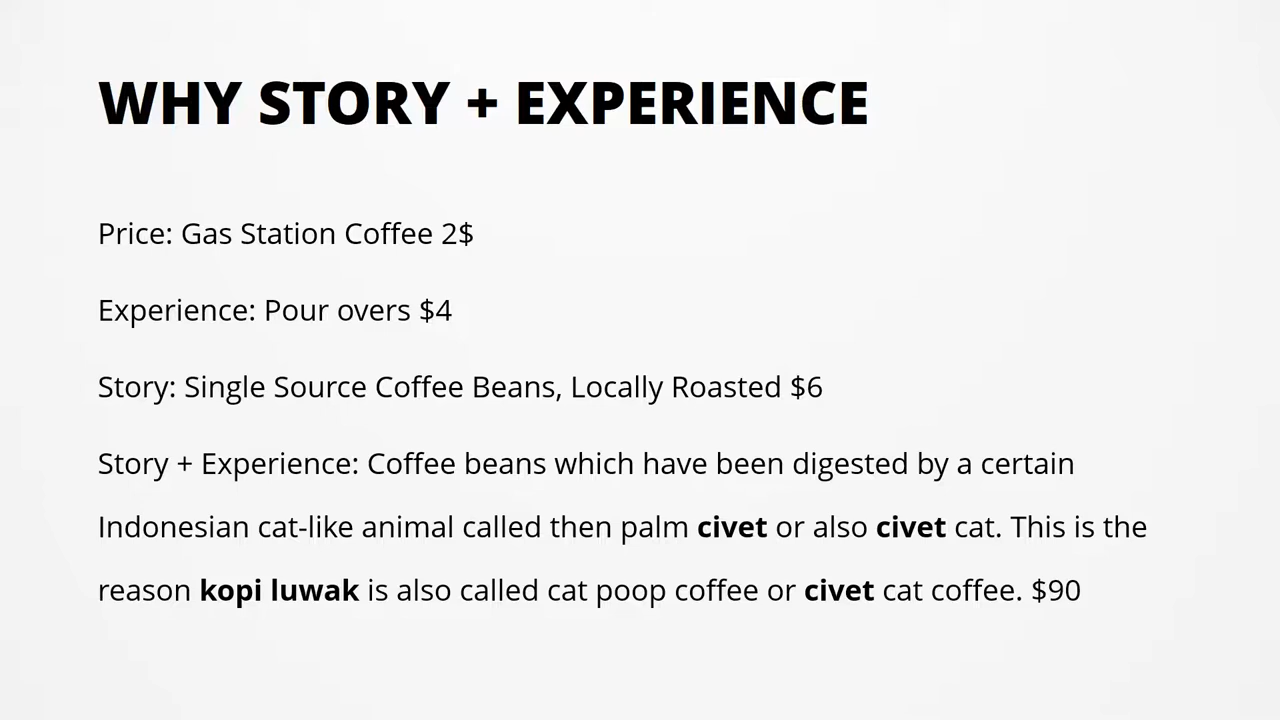 WHY STORY + EXPERIENCE
Price: Gas Station Coffee 2$
Experience: Pour overs $4
Story: Single Source Coffee Beans, Locally Roasted $6
Story + Experience: Coffee beans which have been digested by a certain
Indonesian cat-like animal called then palm civet or also civet cat. This is the
reason kopi luwak is also called cat poop coffee or civet cat coffee. $90